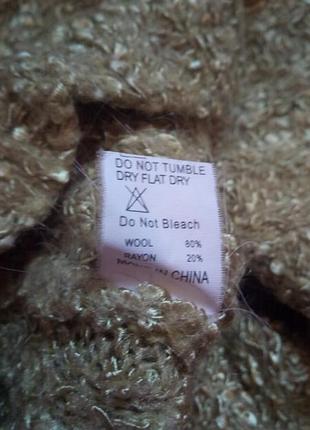 DO NOT TUMBLE
DRY FLAT DRY
Do Not Bleach
WOOL 80%
RAYON 20%
CHINA